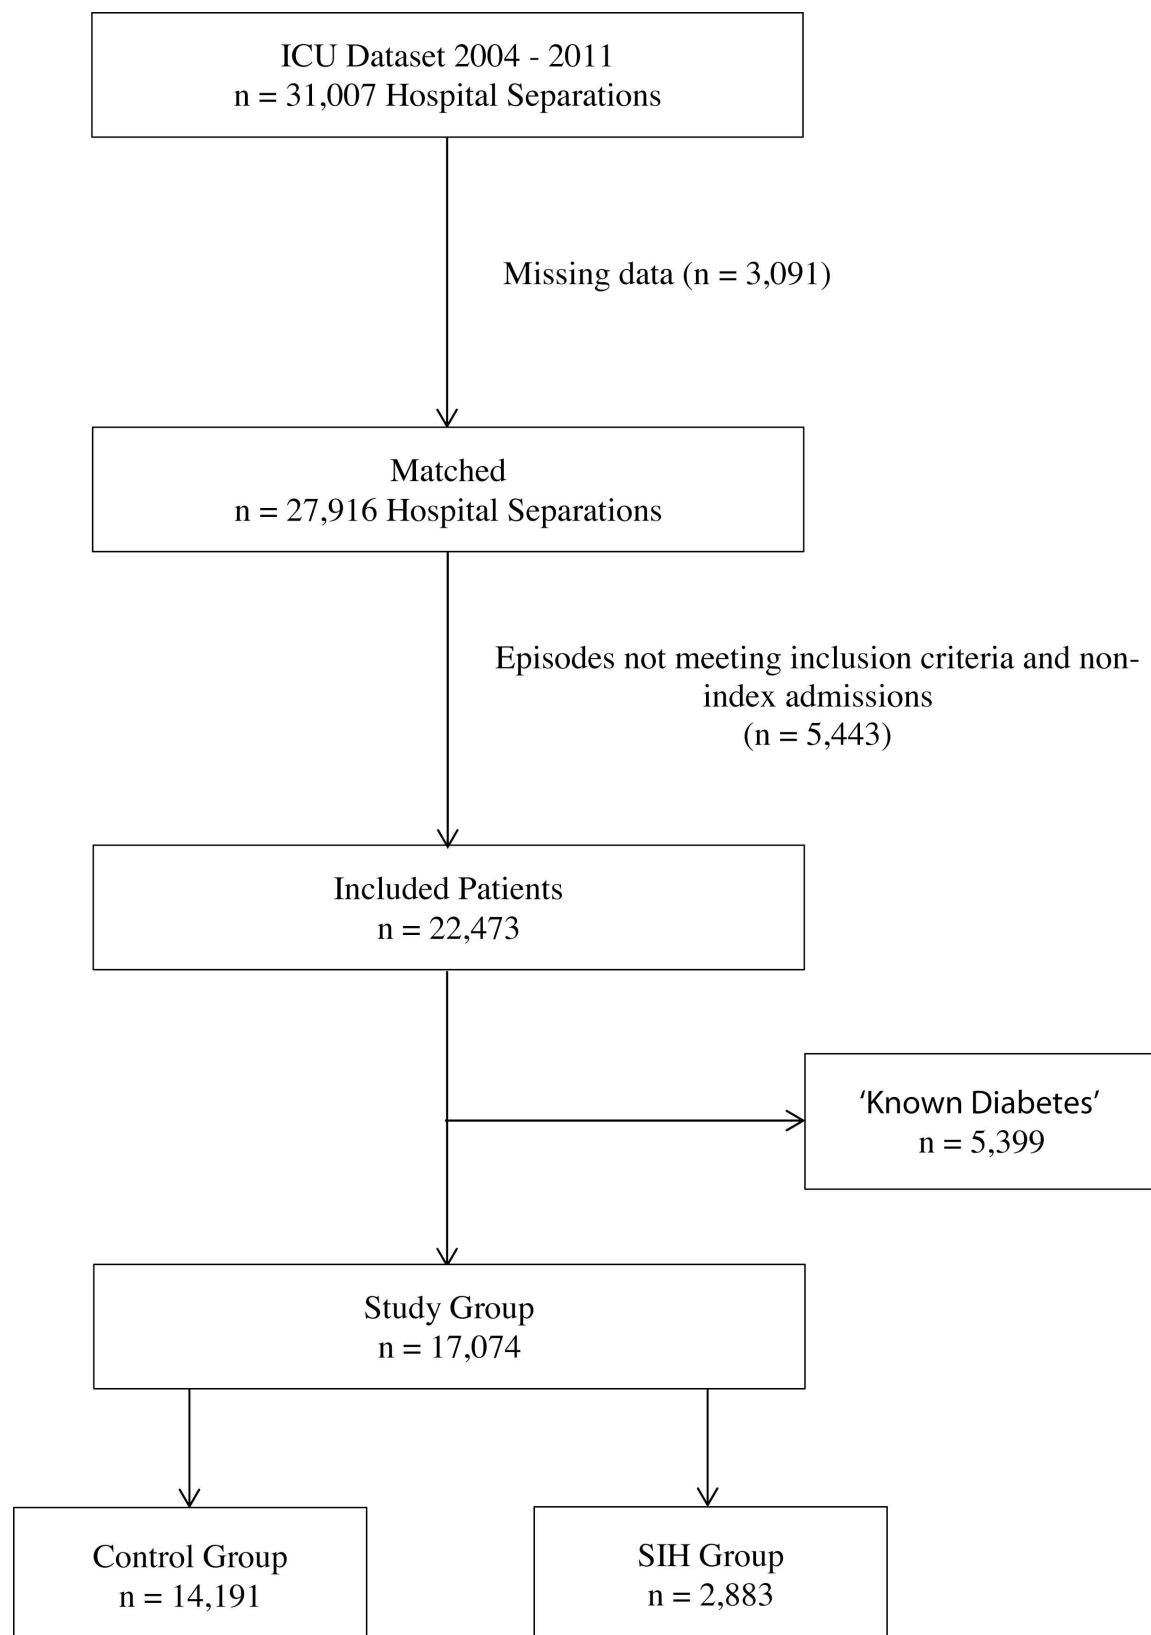 ICU Dataset 2004 - 2011
n = 31,007 Hospital Separations
Missing data (n = 3,091)
Matched
n = 27,916 Hospital Separations
Episodes not meeting inclusion criteria and non-
index admissions
(n = 5,443)
Included Patients
n = 22,473
‘Known Diabetes’
n = 5,399
Study Group
n = 17,074
Control Group
n = 14,191
SIH Group
n = 2,883